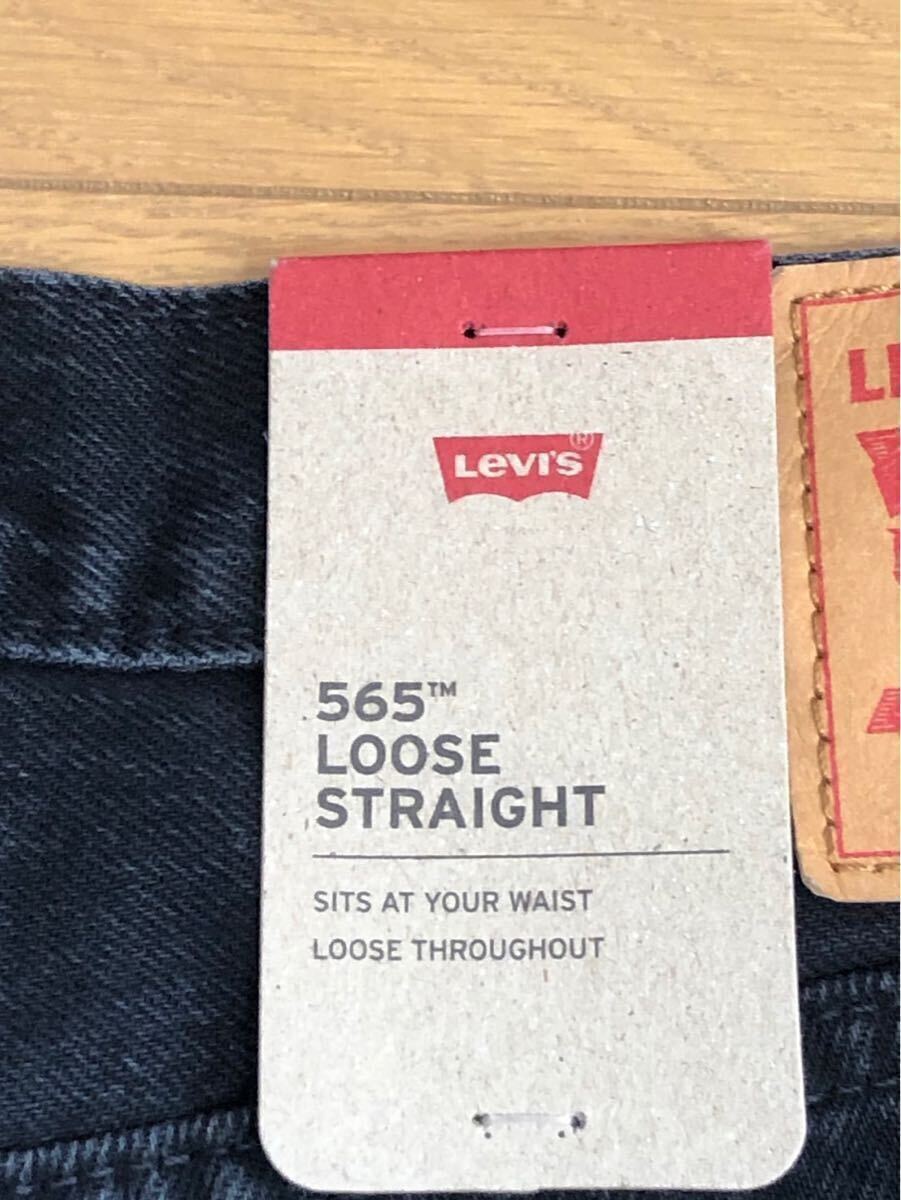 LEVI'S®
565™
LOOSE
STRAIGHT
SITS AT YOUR WAIST
LOOSE THROUGHOUT